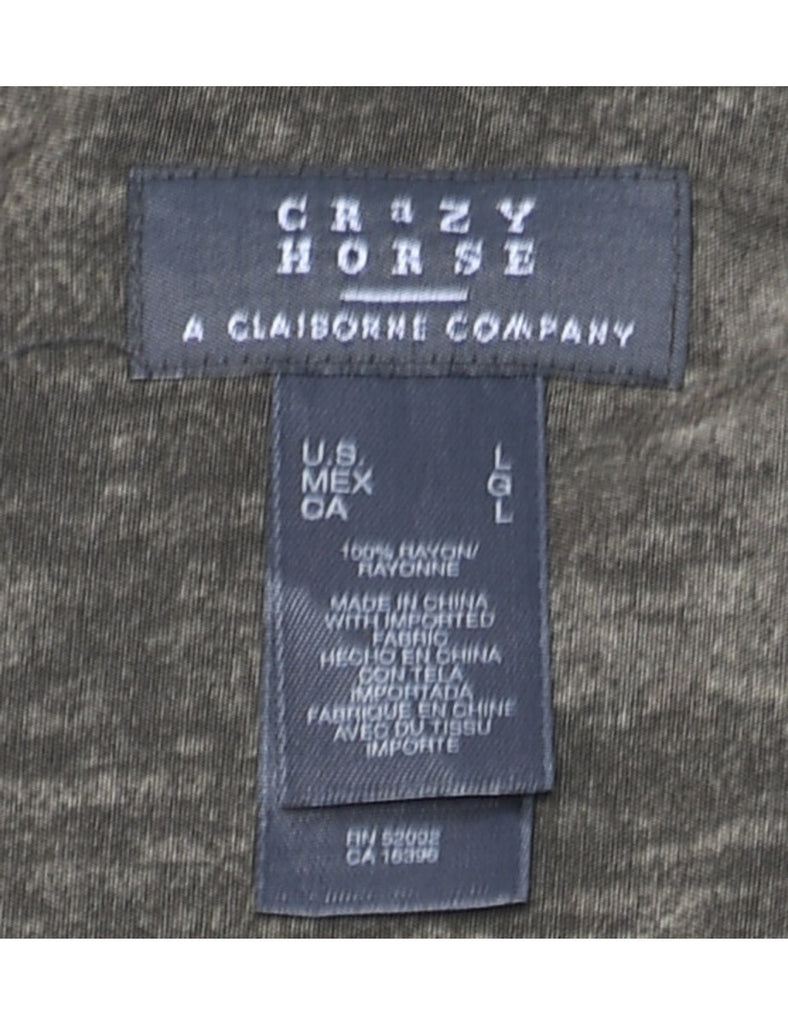 CRaZY
HORSE
A CLAIBORNE COMPANY
U.S. L
MEX G
CA L
100% RAYON/
RAYONNE
MADE IN CHINA
WITH IMPORTED
FABRIC
HECHO EN CHINA
CON TELA
IMPORTADA
FABRIQUE EN CHINE
AVEC DU TISSU
IMPORTE
RN 52002
CA 16396